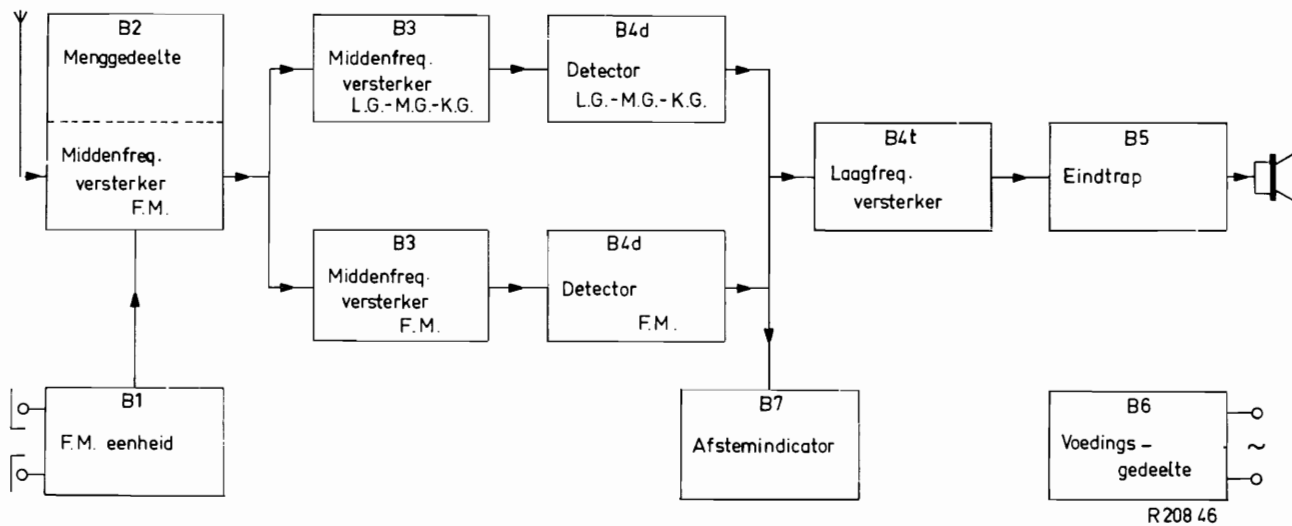 B2
Menggedeelte
Middenfreq.
versterker
F.M.
B3
Middenfreq.
versterker
L.G.-M.G.-K.G.
B4d
Detector
L.G.-M.G.-K.G.
B3
Middenfreq.
versterker
F.M.
B4d
Detector
F.M.
B4t
Laagfreq.
versterker
B5
Eindtrap
B1
F.M. eenheid
B7
Afstemindicator
B6
Voedings -
gedeelte
~
R 208 46